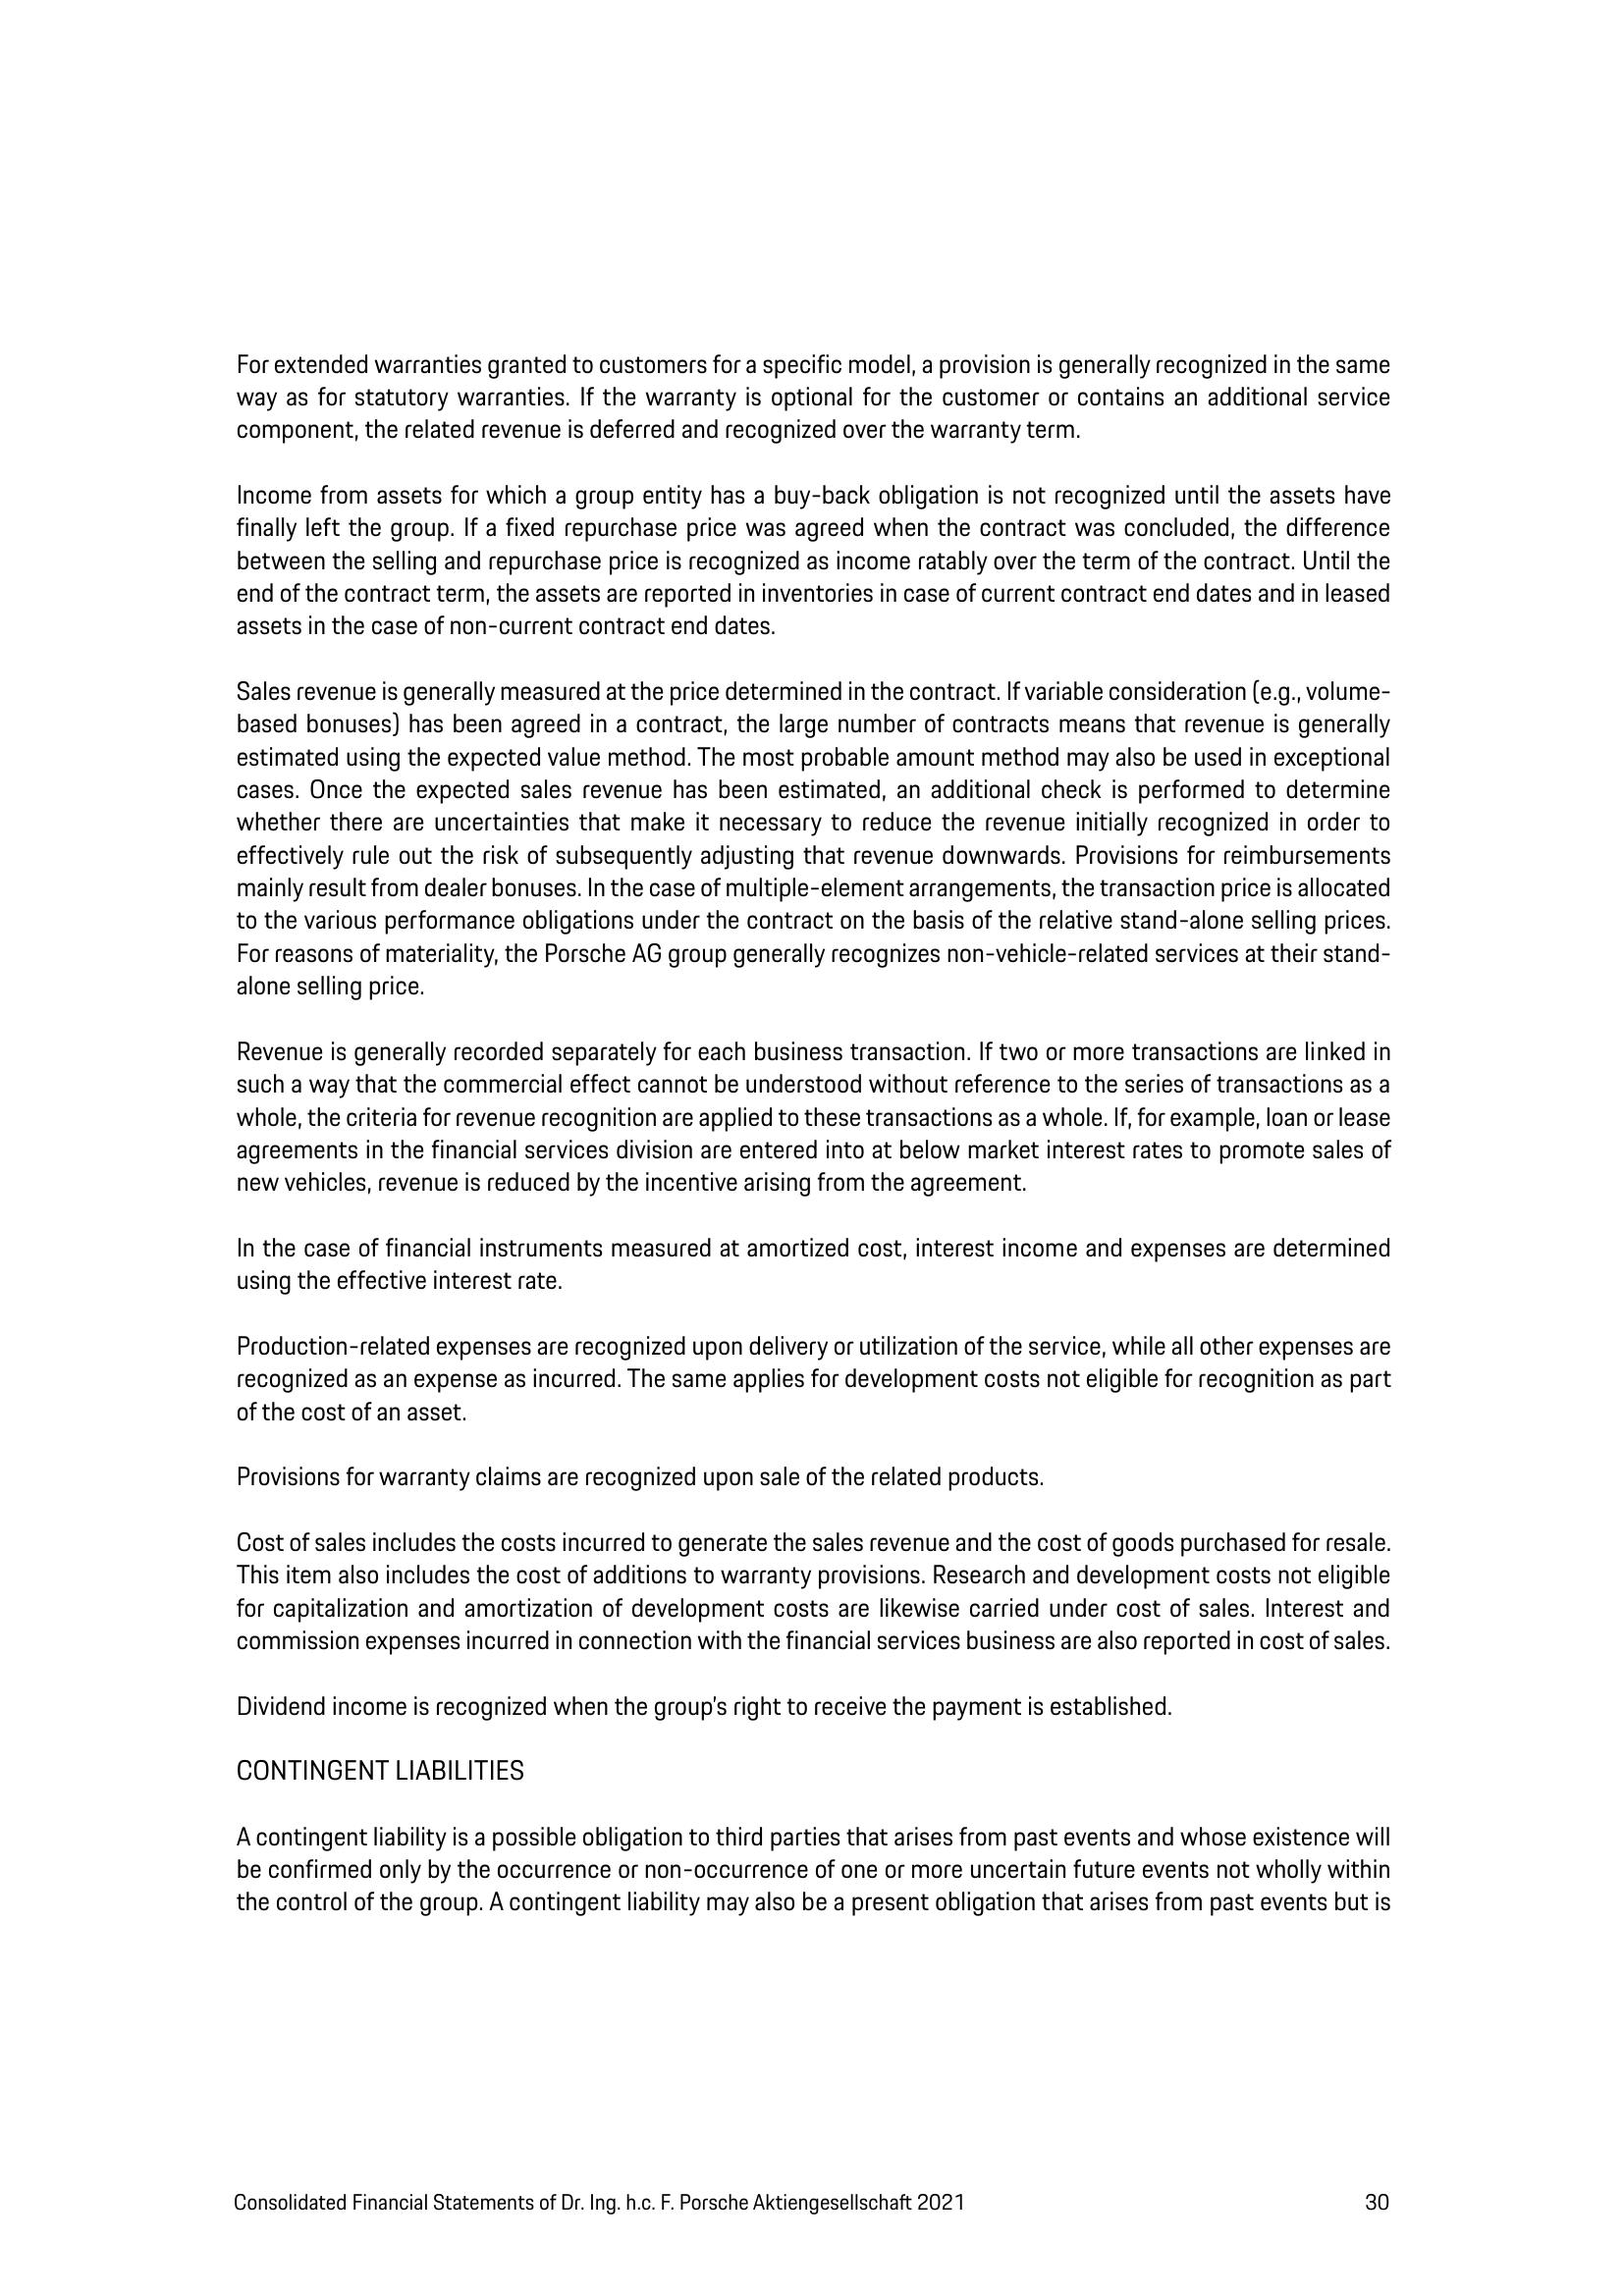 For extended warranties granted to customers for a specific model, a provision is generally recognized in the same
way as for statutory warranties. If the warranty is optional for the customer or contains an additional service
component, the related revenue is deferred and recognized over the warranty term.
Income from assets for which a group entity has a buy-back obligation is not recognized until the assets have
finally left the group. If a fixed repurchase price was agreed when the contract was concluded, the difference
between the selling and repurchase price is recognized as income ratably over the term of the contract. Until the
end of the contract term, the assets are reported in inventories in case of current contract end dates and in leased
assets in the case of non-current contract end dates.
Sales revenue is generally measured at the price determined in the contract. If variable consideration (e.g., volume-
based bonuses) has been agreed in a contract, the large number of contracts means that revenue is generally
estimated using the expected value method. The most probable amount method may also be used in exceptional
cases. Once the expected sales revenue has been estimated, an additional check is performed to determine
whether there are uncertainties that make it necessary to reduce the revenue initially recognized in order to
effectively rule out the risk of subsequently adjusting that revenue downwards. Provisions for reimbursements
mainly result from dealer bonuses. In the case of multiple-element arrangements, the transaction price is allocated
to the various performance obligations under the contract on the basis of the relative stand-alone selling prices.
For reasons of materiality, the Porsche AG group generally recognizes non-vehicle-related services at their stand-
alone selling price.
Revenue is generally recorded separately for each business transaction. If two or more transactions are linked in
such a way that the commercial effect cannot be understood without reference to the series of transactions as a
whole, the criteria for revenue recognition are applied to these transactions as a whole. If, for example, loan or lease
agreements in the financial services division are entered into at below market interest rates to promote sales of
new vehicles, revenue is reduced by the incentive arising from the agreement.
In the case of financial instruments measured at amortized cost, interest income and expenses are determined
using the effective interest rate.
Production-related expenses are recognized upon delivery or utilization of the service, while all other expenses are
recognized as an expense as incurred. The same applies for development costs not eligible for recognition as part
of the cost of an asset.
Provisions for warranty claims are recognized upon sale of the related products.
Cost of sales includes the costs incurred to generate the sales revenue and the cost of goods purchased for resale.
This item also includes the cost of additions to warranty provisions. Research and development costs not eligible
for capitalization and amortization of development costs are likewise carried under cost of sales. Interest and
commission expenses incurred in connection with the financial services business are also reported in cost of sales.
Dividend income is recognized when the group's right to receive the payment is established.
CONTINGENT LIABILITIES
A contingent liability is a possible obligation to third parties that arises from past events and whose existence will
be confirmed only by the occurrence or non-occurrence of one or more uncertain future events not wholly within
the control of the group. A contingent liability may also be a present obligation that arises from past events but is
Consolidated Financial Statements of Dr. Ing. h.c. F. Porsche Aktiengesellschaft 2021 30